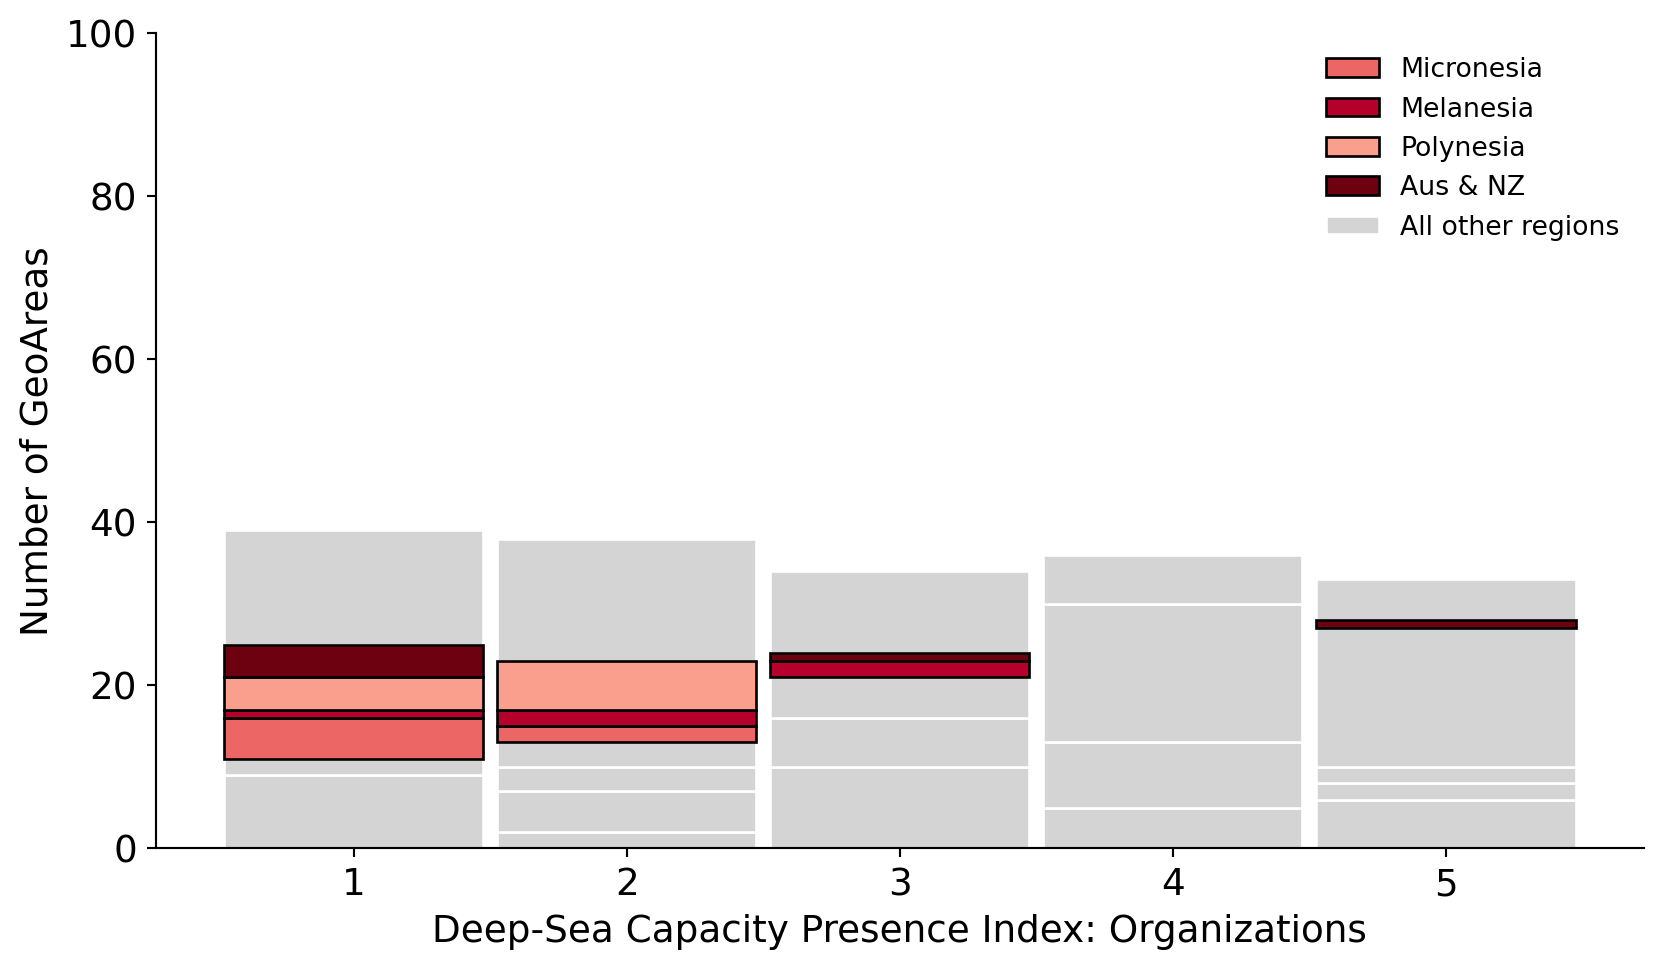 100
80
60
40
20
0
Number of GeoAreas
Micronesia
Melanesia
Polynesia
Aus & NZ
All other regions
1 2 3 4 5
Deep-Sea Capacity Presence Index: Organizations